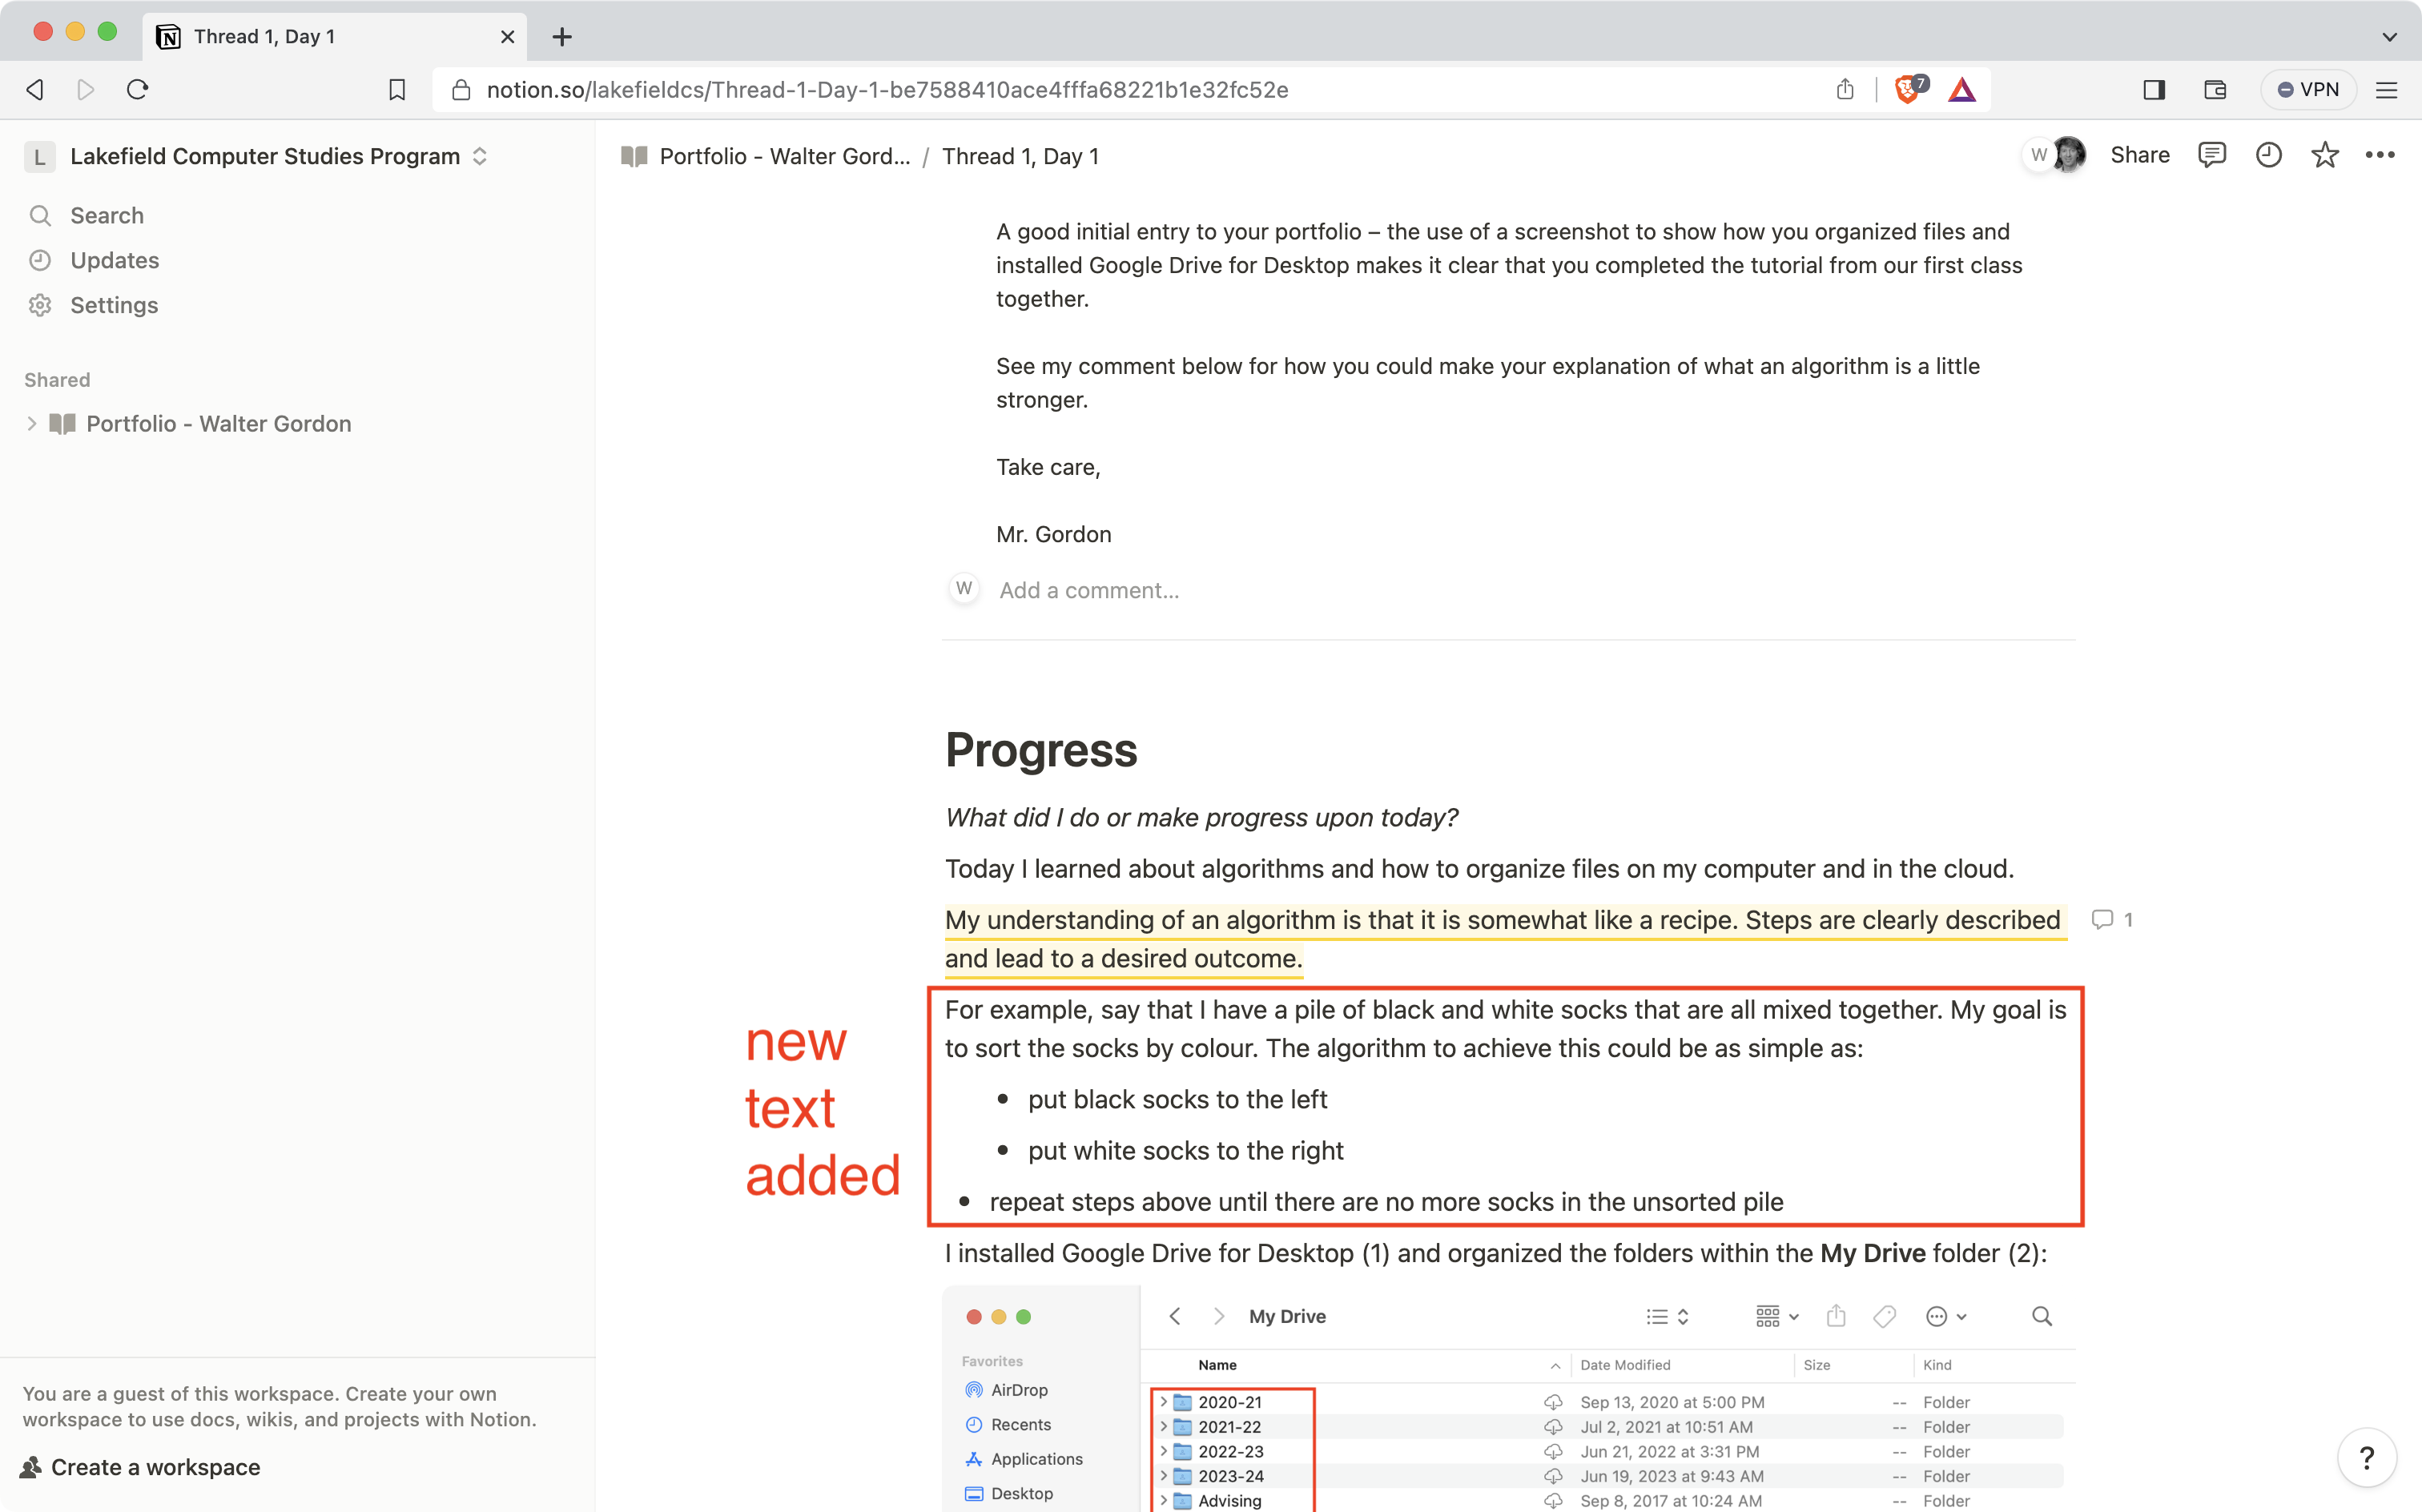 Thread 1, Day 1
notion.so/lakefieldcs/Thread-1-Day-1-be7588410ace4fffa68221b1e32fc52e
7
VPN
L Lakefield Computer Studies Program
Search
Updates
Settings
Shared
Portfolio - Walter Gordon
Portfolio - Walter Gord... / Thread 1, Day 1
W
Share
A good initial entry to your portfolio – the use of a screenshot to show how you organized files and
installed Google Drive for Desktop makes it clear that you completed the tutorial from our first class
together.
See my comment below for how you could make your explanation of what an algorithm is a little
stronger.
Take care,
Mr. Gordon
W Add a comment...
Progress
What did I do or make progress upon today?
Today I learned about algorithms and how to organize files on my computer and in the cloud.
My understanding of an algorithm is that it is somewhat like a recipe. Steps are clearly described
1
and lead to a desired outcome.
new
text
added
For example, say that I have a pile of black and white socks that are all mixed together. My goal is
to sort the socks by colour. The algorithm to achieve this could be as simple as:
• put black socks to the left
• put white socks to the right
• repeat steps above until there are no more socks in the unsorted pile
I installed Google Drive for Desktop (1) and organized the folders within the My Drive folder (2):
My Drive
Favorites
AirDrop
Recents
Applications
Desktop
Name Date Modified Size Kind
2020-21 Sep 13, 2020 at 5:00 PM -- Folder
2021-22 Jul 2, 2021 at 10:51 AM -- Folder
2022-23 Jun 21, 2022 at 3:31 PM -- Folder
2023-24 Jun 19, 2023 at 9:43 AM -- Folder
Advising Sep 8, 2017 at 10:24 AM -- Folder
You are a guest of this workspace. Create your own
workspace to use docs, wikis, and projects with Notion.
Create a workspace
?